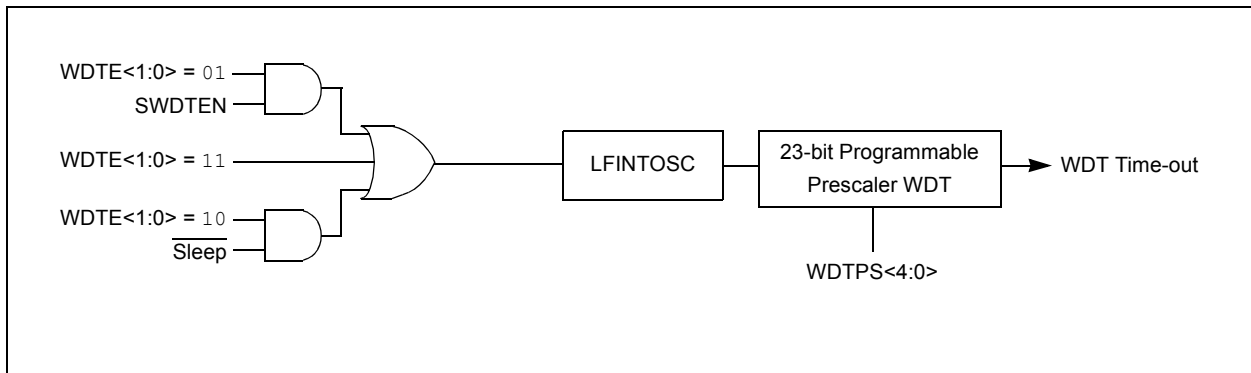 WDTE<1:0> = 01
SWDTEN
WDTE<1:0> = 11
WDTE<1:0> = 10
Sleep
LFINTOSC
23-bit Programmable
Prescaler WDT
WDT Time-out
WDTPS<4:0>